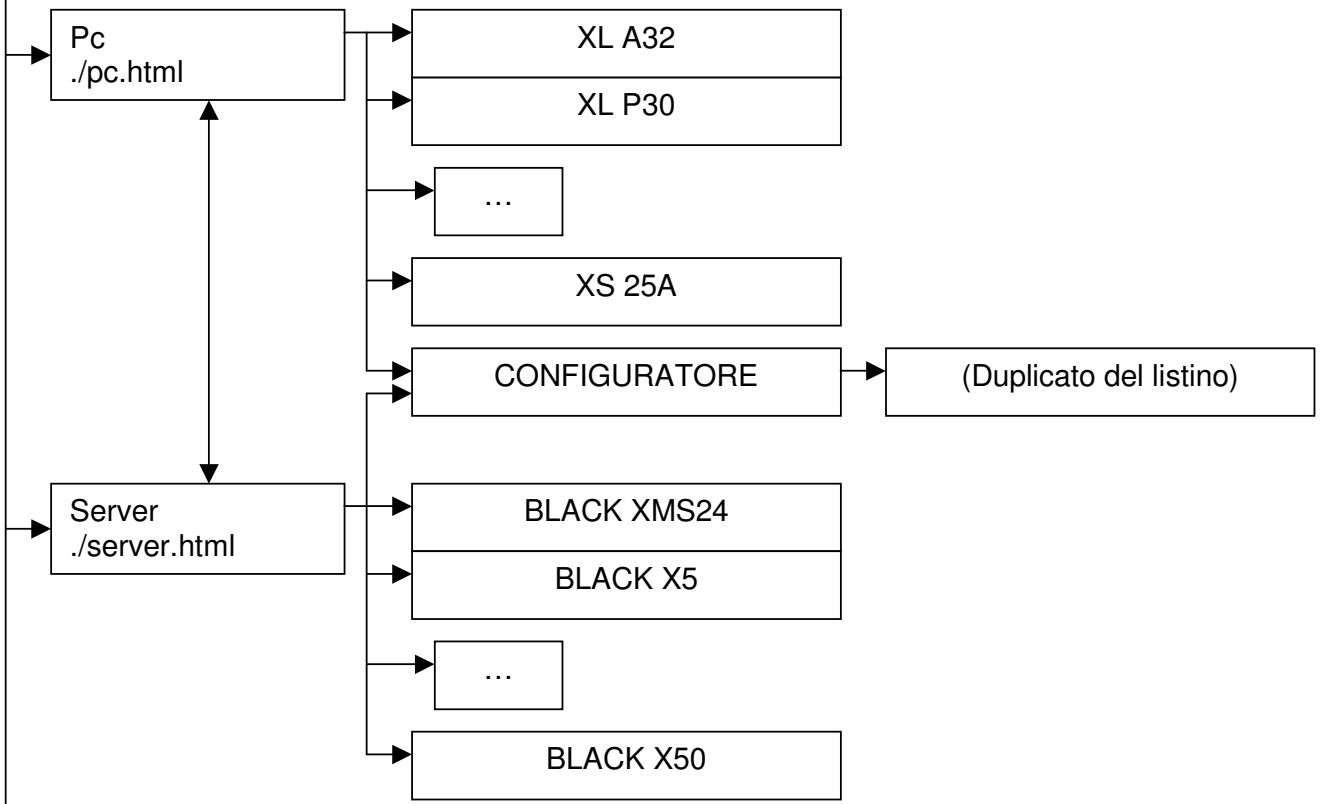 Pc
./pc.html
XL A32
XL P30
…
XS 25A
CONFIGURATORE
(Duplicato del listino)
Server
./server.html
BLACK XMS24
BLACK X5
…
BLACK X50